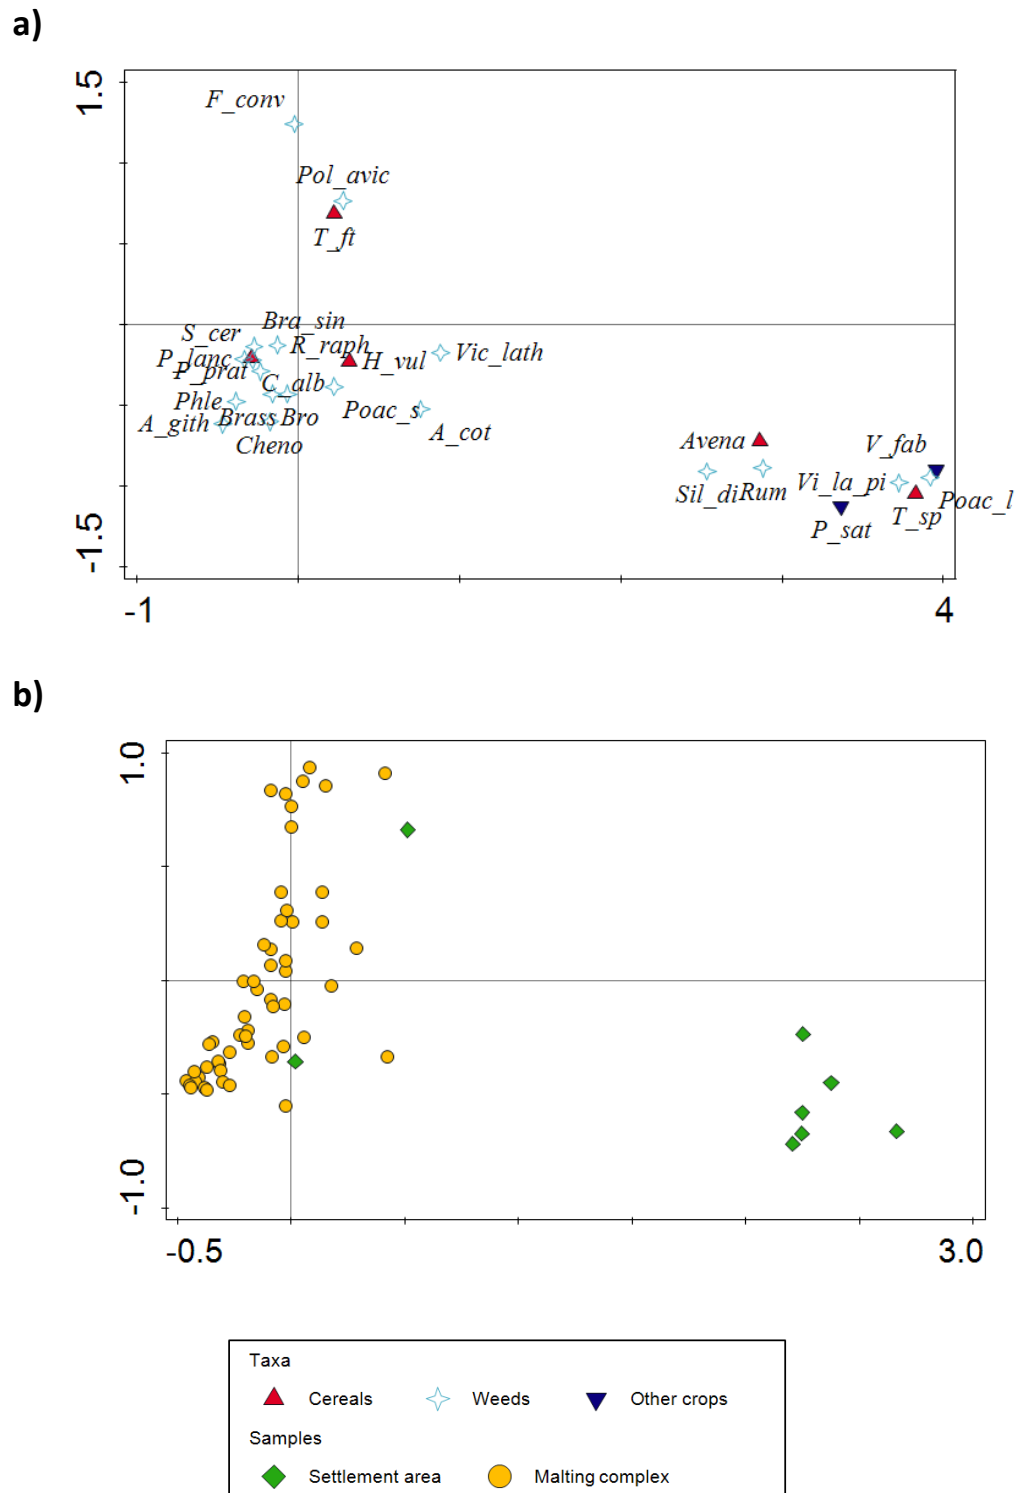 a)
1.5
F_conv
Pol_avic
T_ft
S_cer
Bra_sin
P_lanc
R_raph
H_vul
Vic_lath
P_prat
C_alb
Phle
Poac_s
A_gith
Brass
Bro
A_cot
Cheno
Avena
V_fab
Sil_di
Rum
Vi_la_pi
Poac_l
T_sp
P_sat
-1.5
-1
4
b)
1.0
-1.0
-0.5
3.0
Taxa
Cereals
Weeds
Other crops
Samples
Settlement area
Malting complex